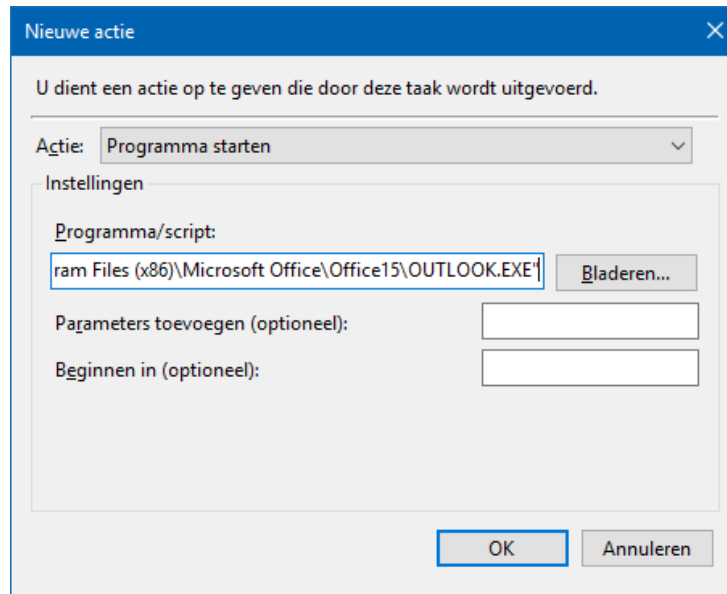 Nieuwe actie
U dient een actie op te geven die door deze taak wordt uitgevoerd.
Actie: Programma starten
Instellingen
Programma/script:
ram Files (x86)\Microsoft Office\Office15\OUTLOOK.EXE" Bladeren...
Parameters toevoegen (optioneel):
Beginnen in (optioneel):
OK Annuleren